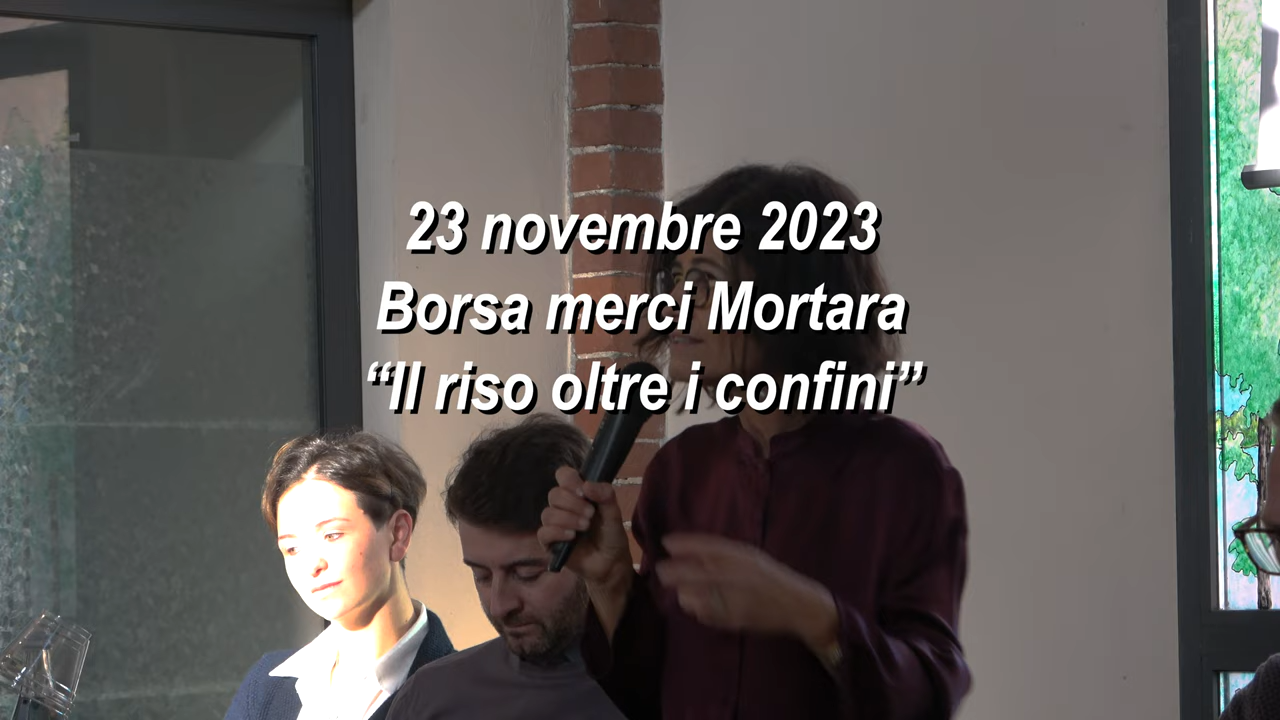 23 novembre 2023
Borsa merci Mortara
“Il riso oltre i confini”